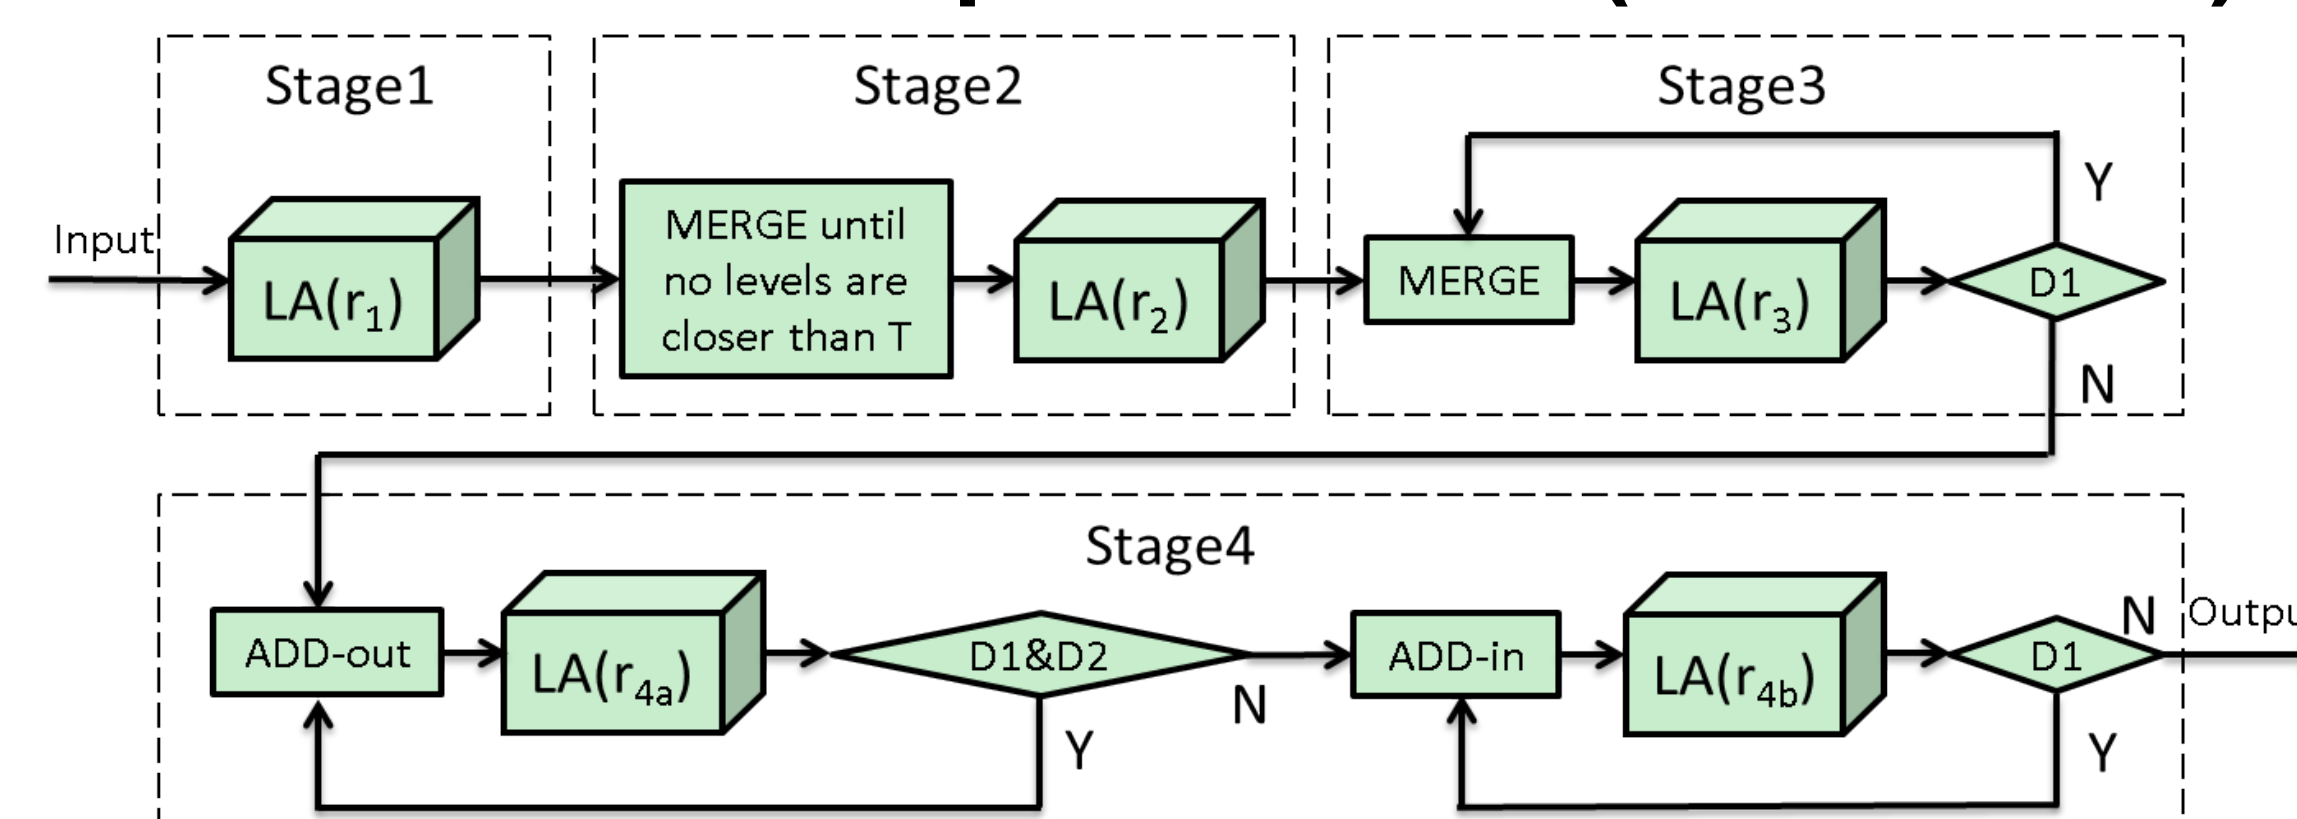 Stage1
Stage2
Stage3
Input
LA(r1)
MERGE until
no levels are
closer than T
LA(r2)
MERGE
LA(r3)
D1
Y
N
Stage4
ADD-out
LA(r4a)
D1&D2
N
Y
ADD-in
LA(r4b)
D1
N
Y